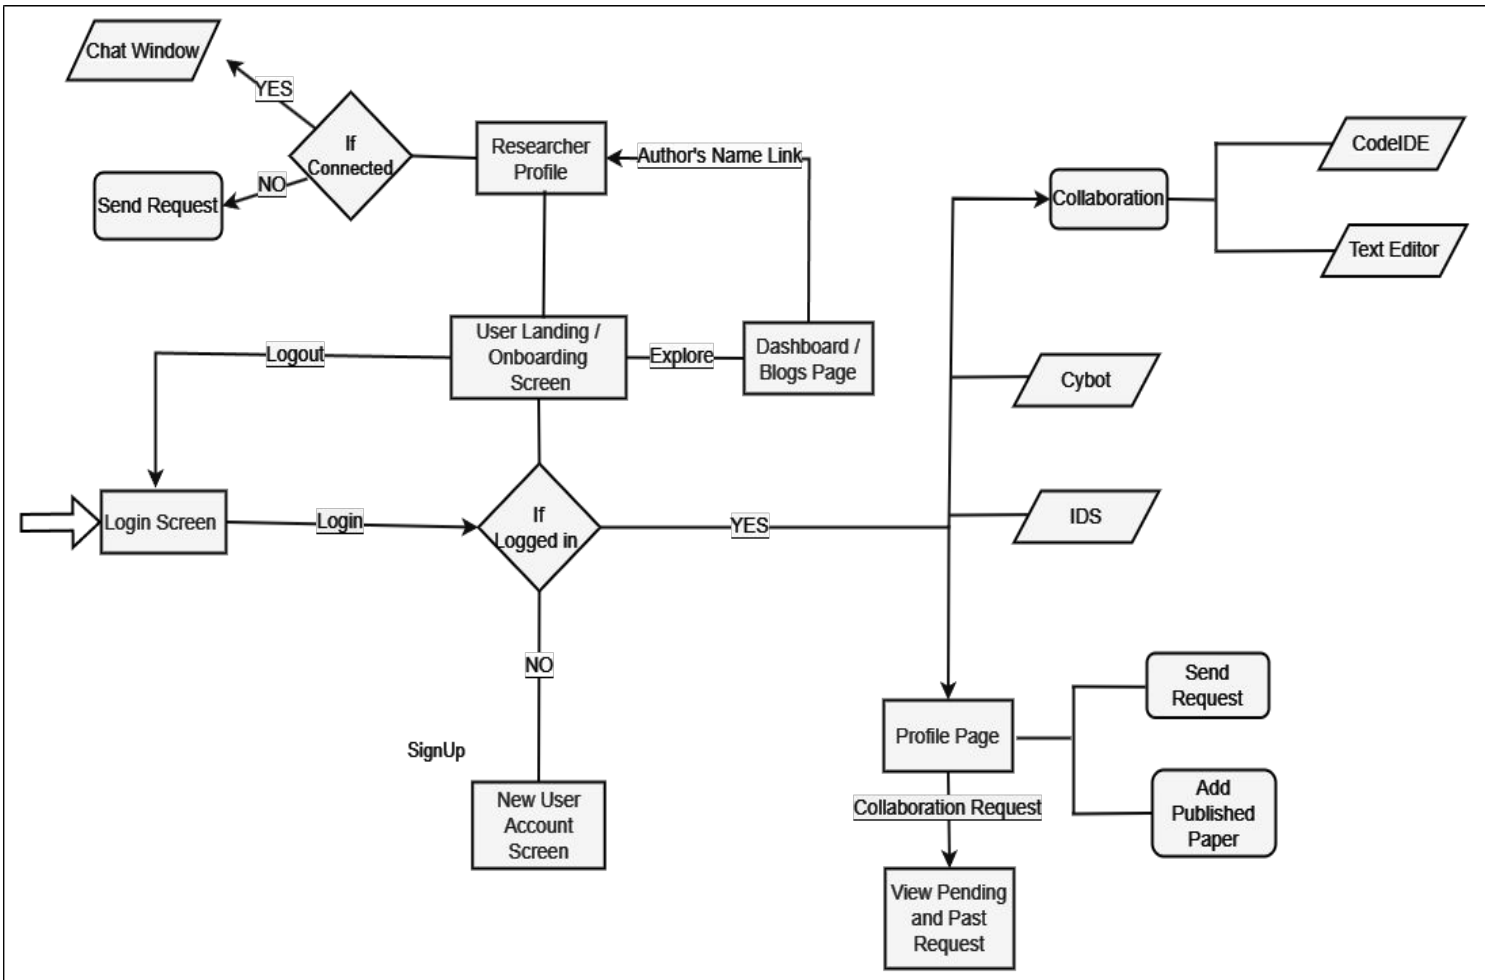 Chat Window
YES
If
Connected
NO
Send Request
Researcher
Profile
Author's Name Link
CodeIDE
Collaboration
Text Editor
User Landing /
Onboarding
Screen
Logout
Explore
Dashboard /
Blogs Page
Cybot
Login Screen
Login
If
Logged in
YES
IDS
NO
SignUp
New User
Account
Screen
Profile Page
Send
Request
Add
Published
Paper
Collaboration Request
View Pending
and Past
Request